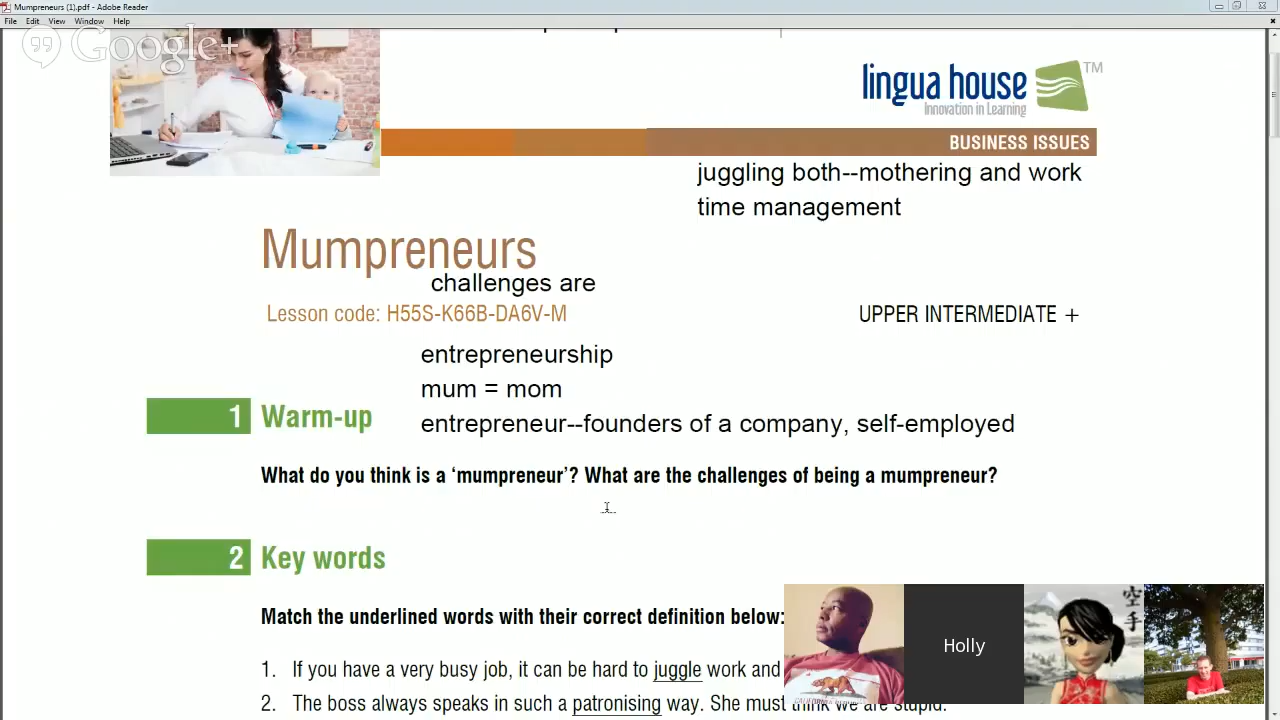 Mumpreneurs (1).pdf - Adobe Reader
File Edit View Window Help
Google+
lingua house TM
Innovation in Learning
BUSINESS ISSUES
juggling both--mothering and work
time management
Mumpreneurs
challenges are
Lesson code: H55S-K66B-DA6V-M
UPPER INTERMEDIATE +
entrepreneurship
mum = mom
1 Warm-up
entrepreneur--founders of a company, self-employed
What do you think is a ‘mumpreneur’? What are the challenges of being a mumpreneur?
2 Key words
Match the underlined words with their correct definition below:
1. If you have a very busy job, it can be hard to juggle work and
2. The boss always speaks in such a patronising way. She must think we are stupid.
Holly
空手